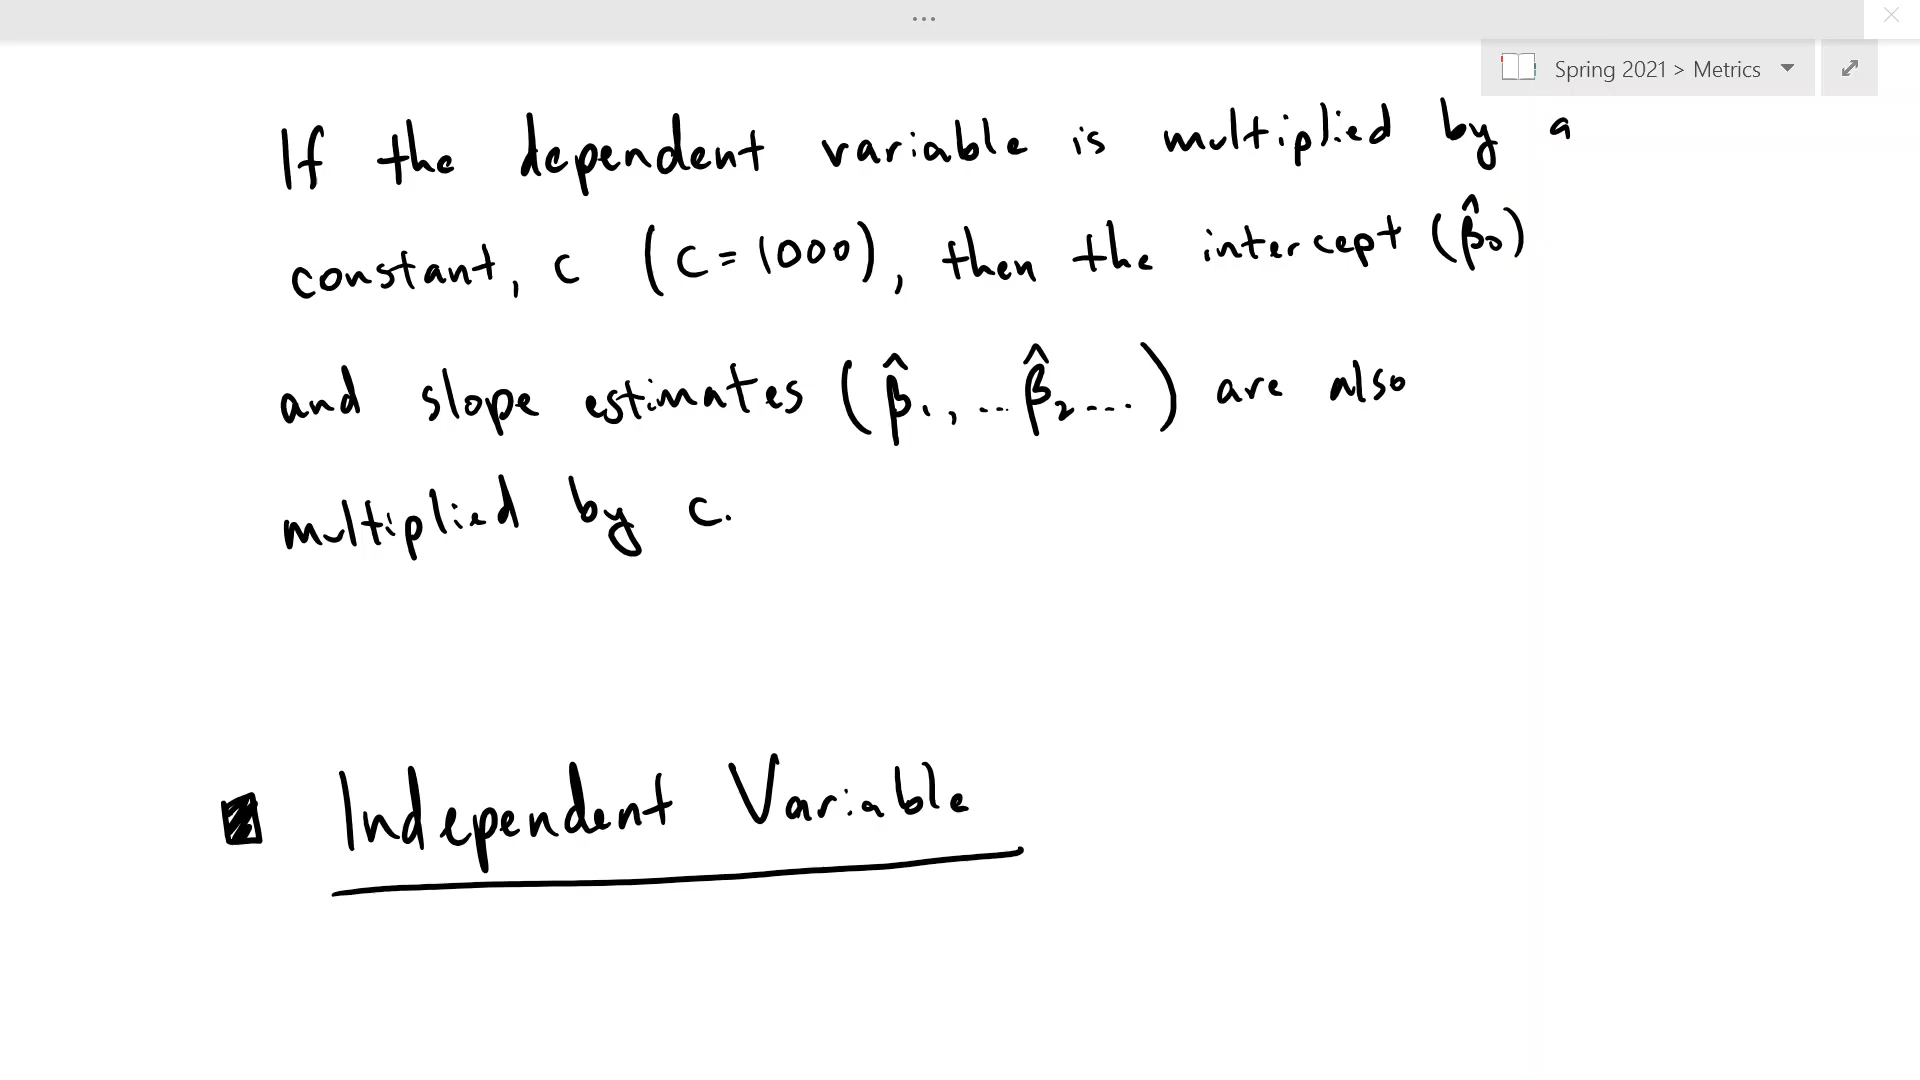 ...
Spring 2021 > Metrics
If the dependent variable is multiplied by a
constant, c (c = 1000), then the intercept (β̂₀)
and slope estimates (β̂₁, ... β̂₂ ...) are also
multiplied by c.
Independent Variable